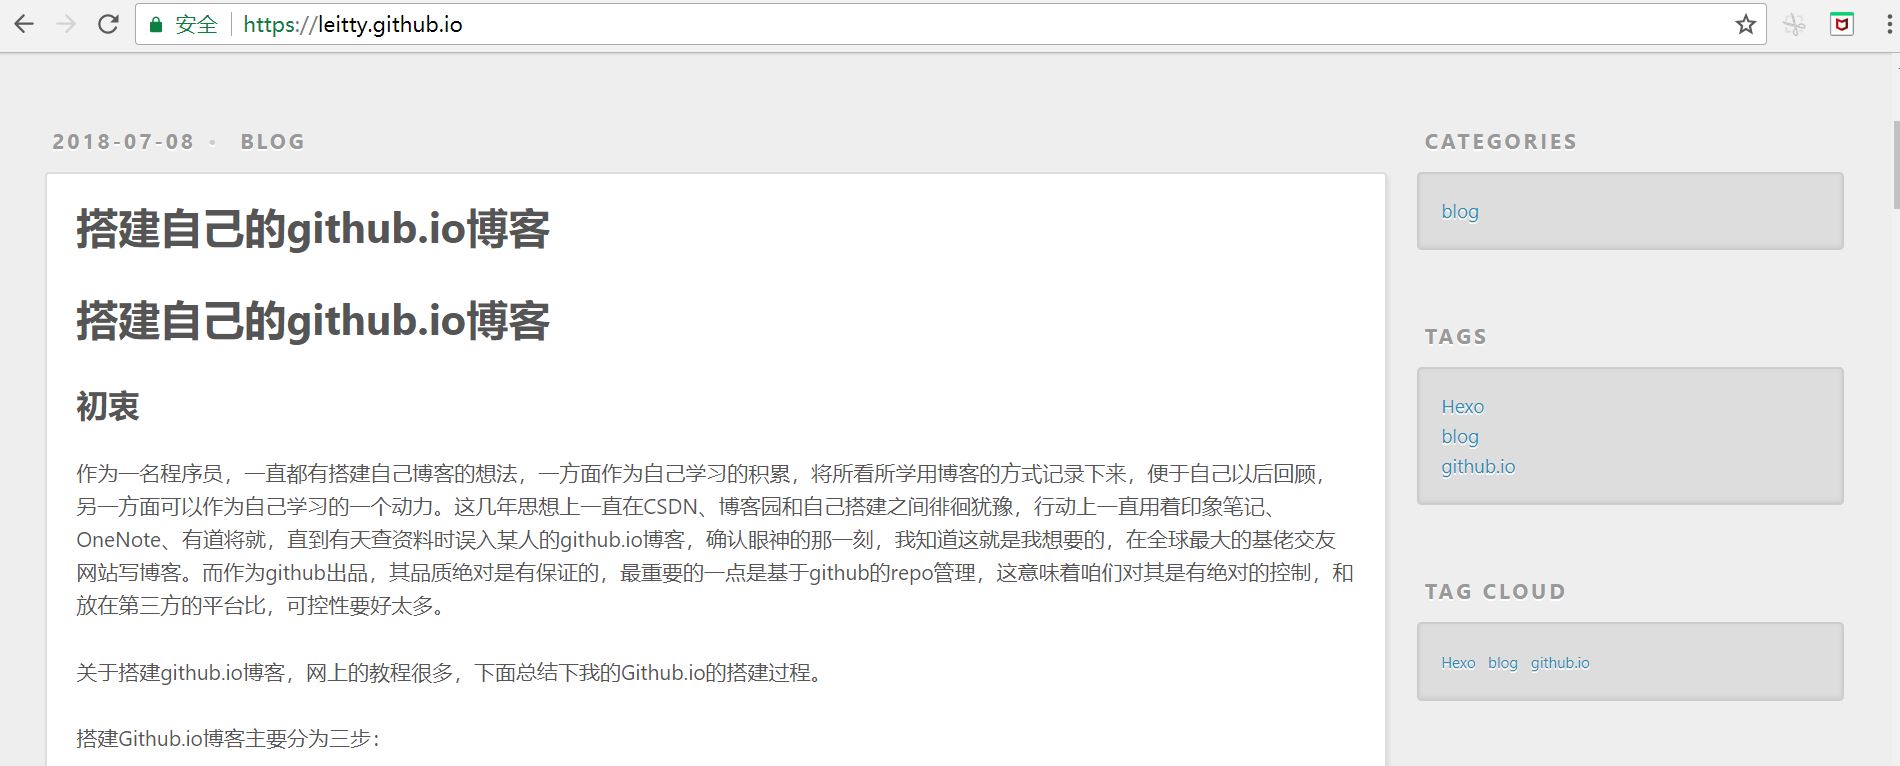 安全 https://leitty.github.io
2018-07-08 • BLOG
搭建自己的github.io博客
搭建自己的github.io博客
初衷
作为一名程序员，一直都有搭建自己博客的想法，一方面作为自己学习的积累，将所看所学用博客的方式记录下来，便于自己以后回顾，
另一方面可以作为自己学习的一个动力。这几年思想上一直在CSDN、博客园和自己搭建之间徘徊犹豫，行动上一直用着印象笔记、
OneNote、有道将就，直到有天查资料时误入某人的github.io博客，确认眼神的那一刻，我知道这就是我想要的，在全球最大的基佬交友
网站写博客。而作为github出品，其品质绝对是有保证的，最重要的一点是基于github的repo管理，这意味着咱们对其是有绝对的控制，和
放在第三方的平台比，可控性要好太多。
关于搭建github.io博客，网上的教程很多，下面总结下我的Github.io的搭建过程。
搭建Github.io博客主要分为三步：
CATEGORIES
blog
TAGS
Hexo
blog
github.io
TAG CLOUD
Hexo blog github.io